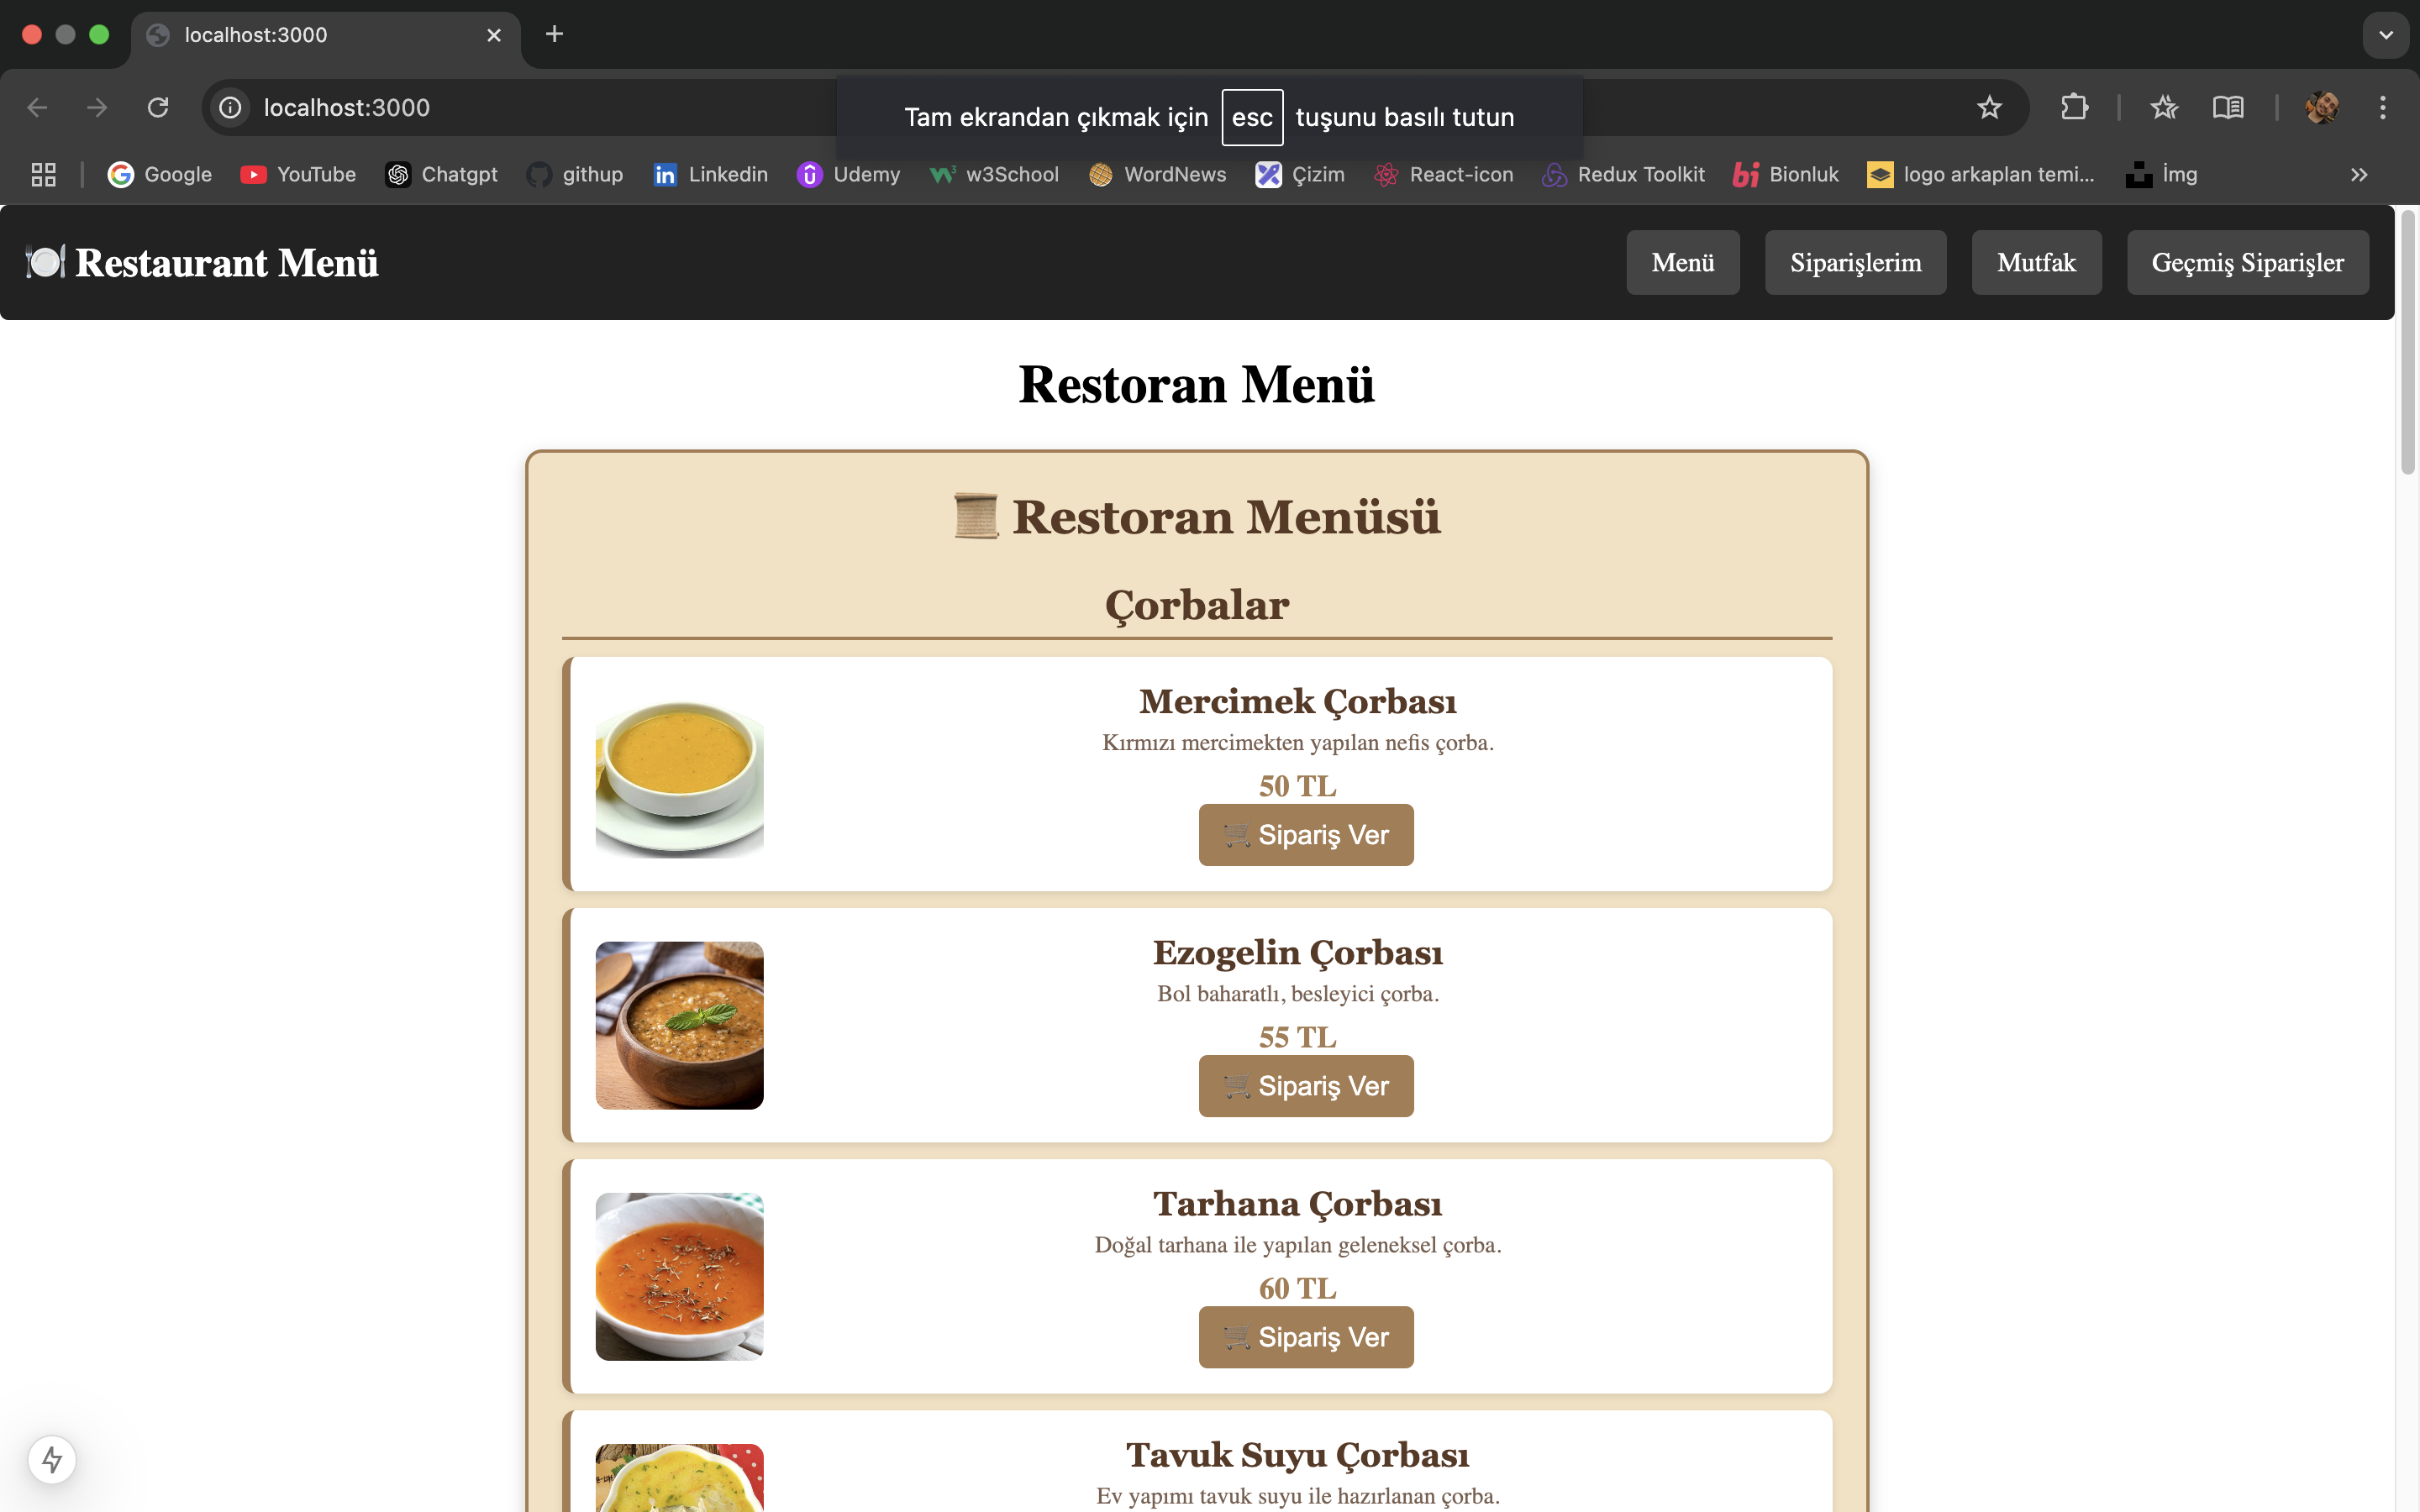 localhost:3000
localhost:3000
Tam ekrandan çıkmak için esc tuşunu basılı tutun
Google YouTube Chatgpt githup Linkedin Udemy w3School WordNews Çizim React-icon Redux Toolkit Bionluk logo arkaplan temi... İmg
Restaurant Menü
Menü Siparişlerim Mutfak Geçmiş Siparişler
Restoran Menü
Restoran Menüsü
Çorbalar
Mercimek Çorbası
Kırmızı mercimekten yapılan nefis çorba.
50 TL
Sipariş Ver
Ezogelin Çorbası
Bol baharatlı, besleyici çorba.
55 TL
Sipariş Ver
Tarhana Çorbası
Doğal tarhana ile yapılan geleneksel çorba.
60 TL
Sipariş Ver
Tavuk Suyu Çorbası
Ev yapımı tavuk suyu ile hazırlanan çorba.